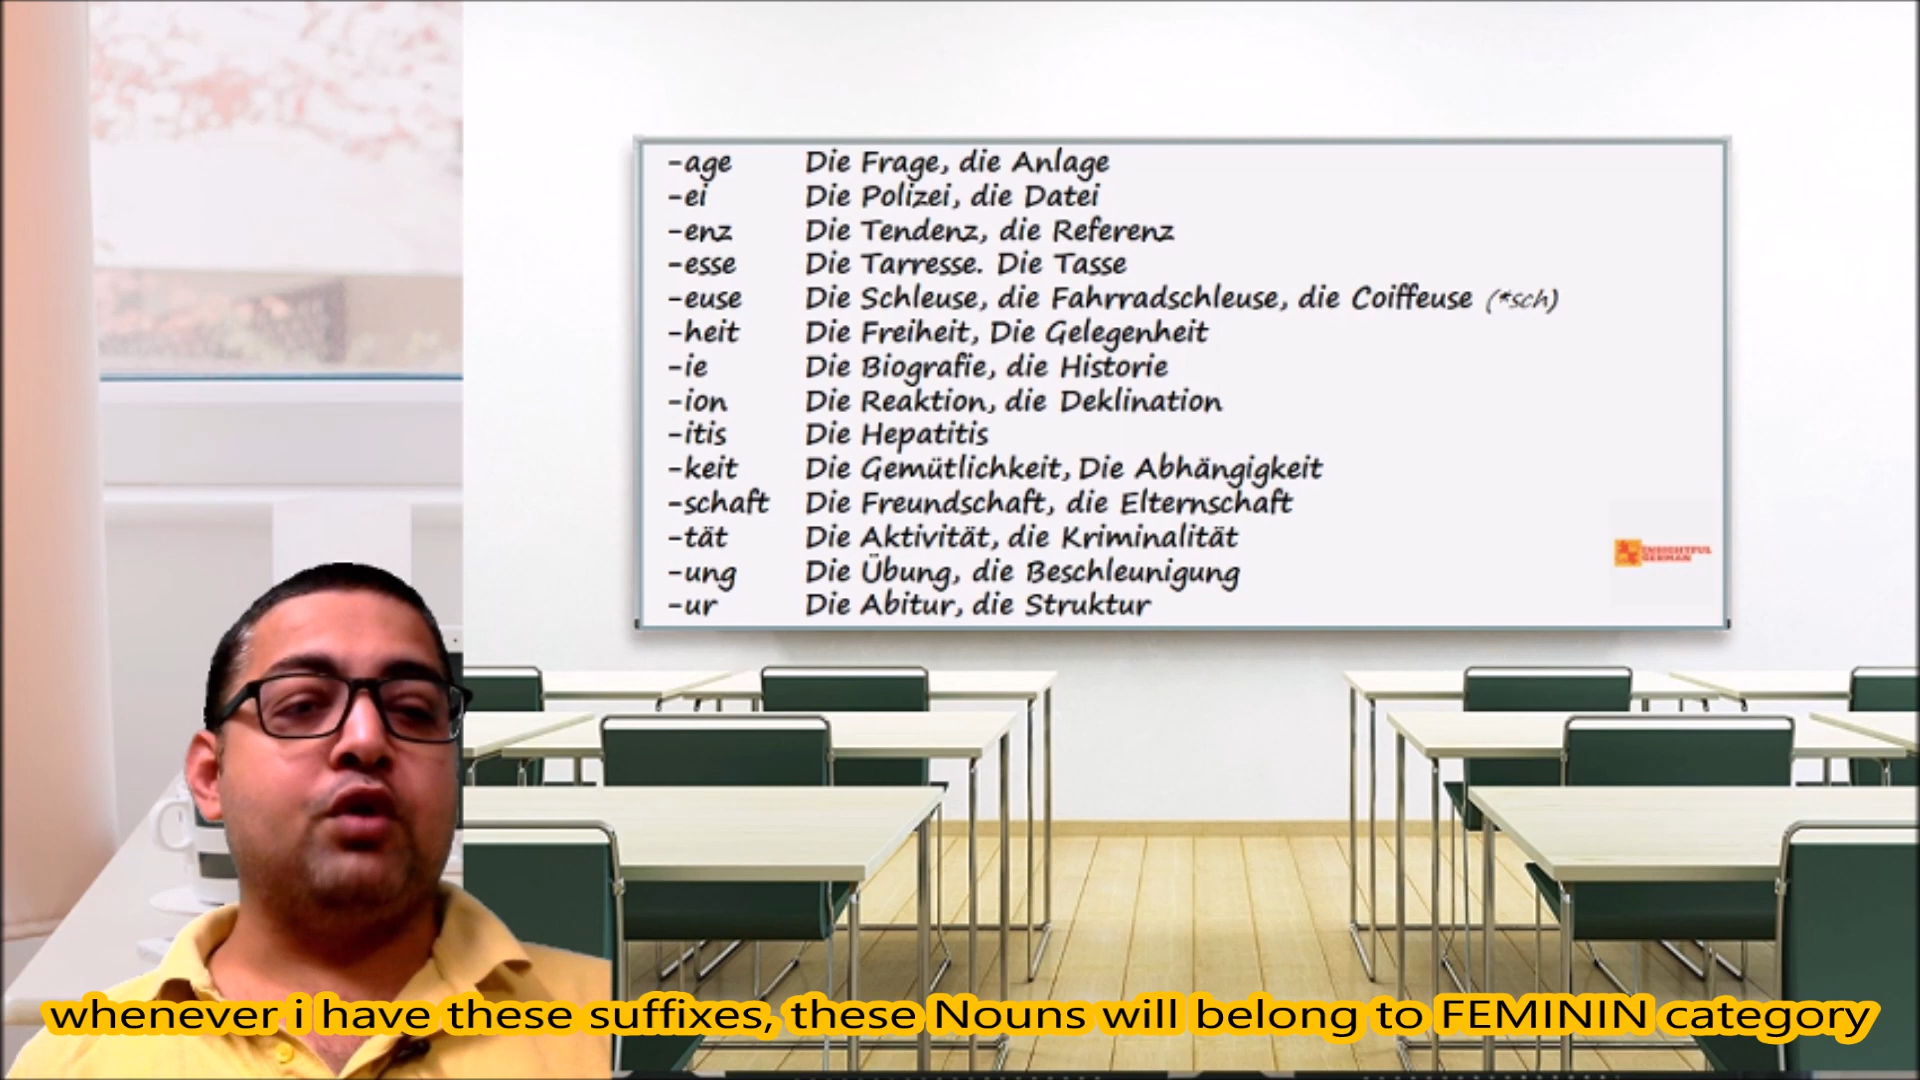 -age Die Frage, die Anlage
-ei Die Polizei, die Datei
-enz Die Tendenz, die Referenz
-esse Die Tarresse. Die Tasse
-euse Die Schleuse, die Fahrradschleuse, die Coiffeuse (*sch)
-heit Die Freiheit, Die Gelegenheit
-ie Die Biografie, die Historie
-ion Die Reaktion, die Deklination
-itis Die Hepatitis
-keit Die Gemütlichkeit, Die Abhängigkeit
-schaft Die Freundschaft, die Elternschaft
-tät Die Aktivität, die Kriminalität
-ung Die Übung, die Beschleunigung
-ur Die Abitur, die Struktur
INSIGHTFUL
GERMAN
whenever i have these suffixes, these Nouns will belong to FEMININ category